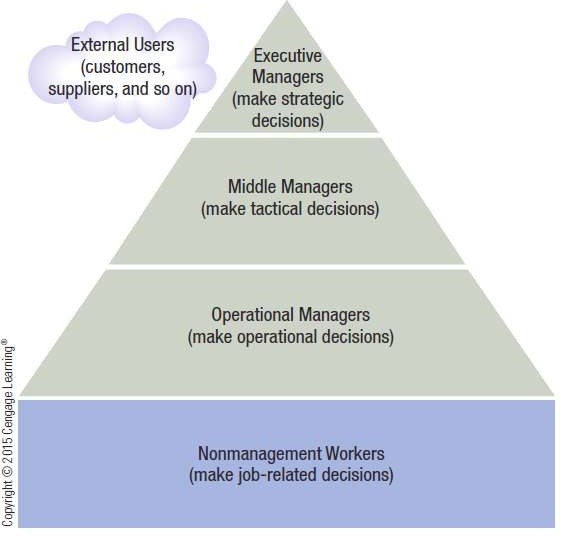 External Users
(customers,
suppliers, and so on)
Executive
Managers
(make strategic
decisions)
Middle Managers
(make tactical decisions)
Operational Managers
(make operational decisions)
Nonmanagement Workers
(make job-related decisions)
Copyright © 2015 Cengage Learning®